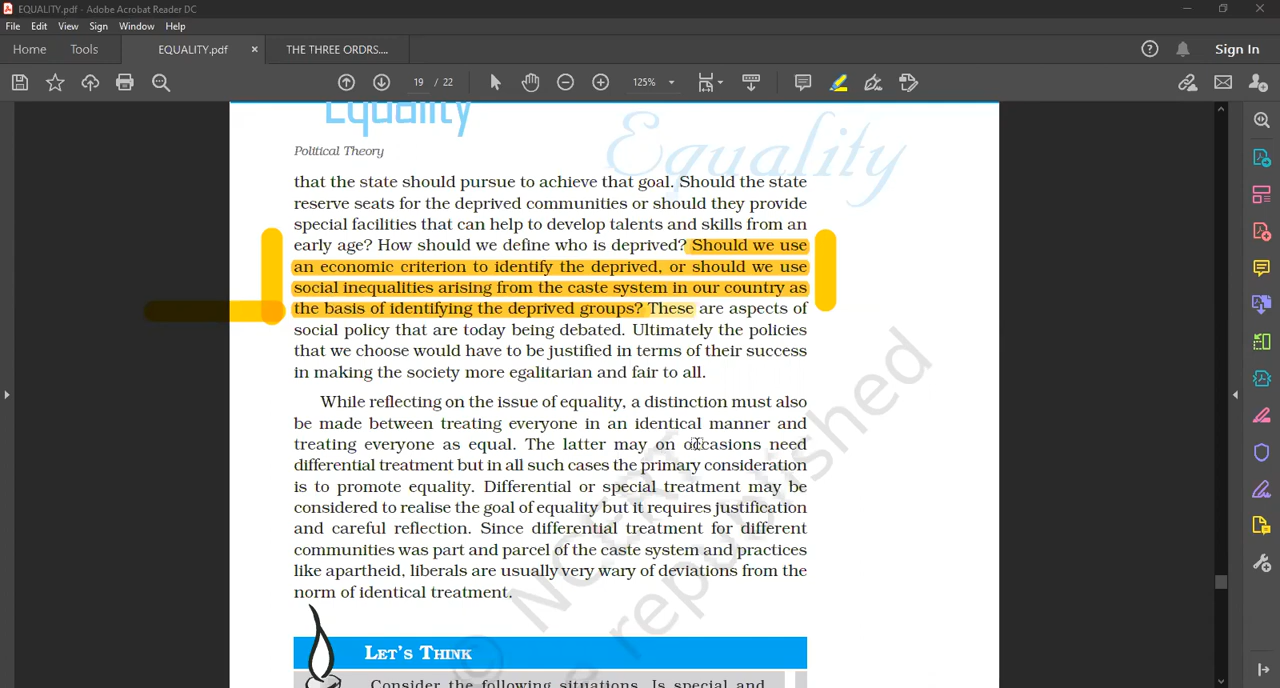 EQUALITY.pdf - Adobe Acrobat Reader DC
File Edit View Sign Window Help
Home Tools EQUALITY.pdf × THE THREE ORDRS.... Sign In
19 / 22 125%
Equality
Equality
Political Theory
that the state should pursue to achieve that goal. Should the state
reserve seats for the deprived communities or should they provide
special facilities that can help to develop talents and skills from an
early age? How should we define who is deprived? Should we use
an economic criterion to identify the deprived, or should we use
social inequalities arising from the caste system in our country as
the basis of identifying the deprived groups? These are aspects of
social policy that are today being debated. Ultimately the policies
that we choose would have to be justified in terms of their success
in making the society more egalitarian and fair to all.
While reflecting on the issue of equality, a distinction must also
be made between treating everyone in an identical manner and
treating everyone as equal. The latter may on occasions need
differential treatment but in all such cases the primary consideration
is to promote equality. Differential or special treatment may be
considered to realise the goal of equality but it requires justification
and careful reflection. Since differential treatment for different
communities was part and parcel of the caste system and practices
like apartheid, liberals are usually very wary of deviations from the
norm of identical treatment.
© NCERT
republished
LET'S THINK
Consider the following situations. Is special and